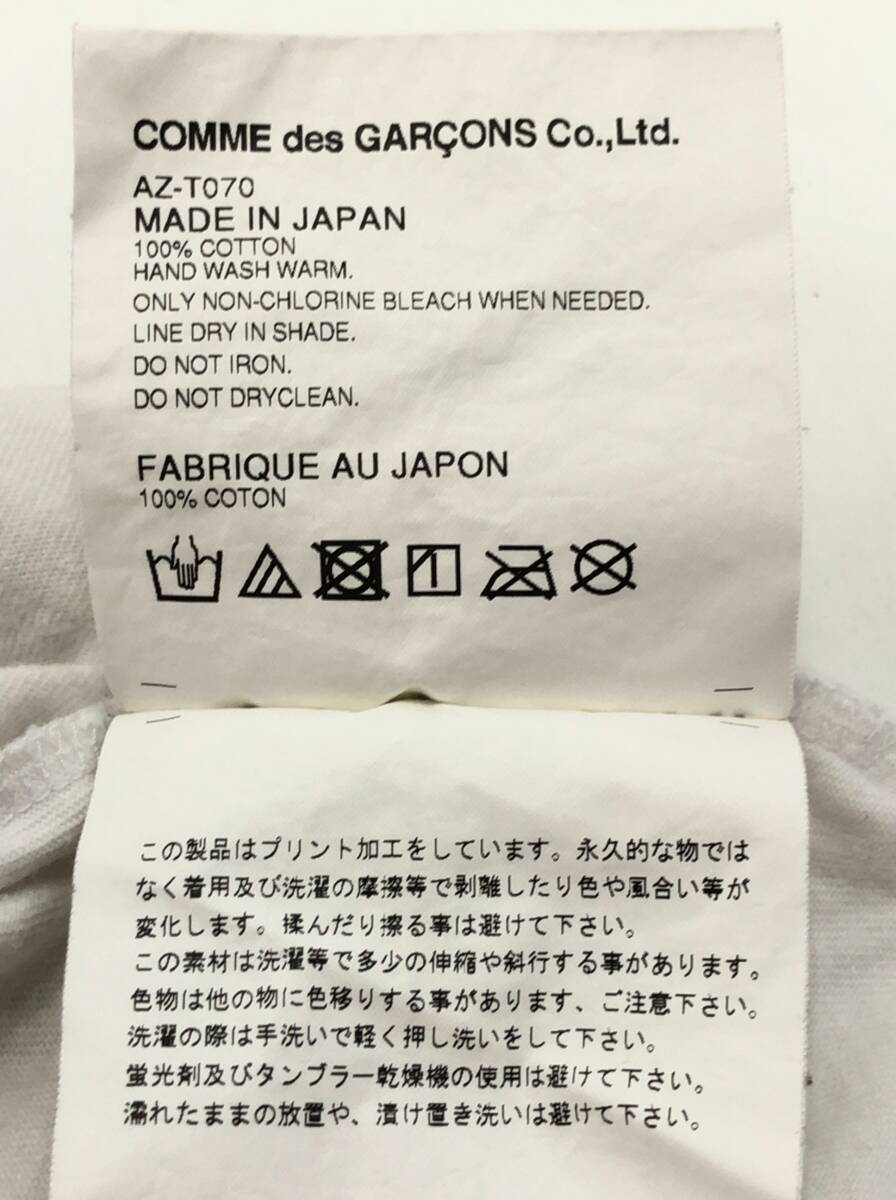 COMME des GARÇONS Co.,Ltd.
AZ-T070
MADE IN JAPAN
100% COTTON
HAND WASH WARM.
ONLY NON-CHLORINE BLEACH WHEN NEEDED.
LINE DRY IN SHADE.
DO NOT IRON.
DO NOT DRYCLEAN.
FABRIQUE AU JAPON
100% COTON
この製品はプリント加工をしています。永久的な物では
なく着用及び洗濯の摩擦等で剥離したり色や風合い等が
変化します。揉んだり擦る事は避けて下さい。
この素材は洗濯等で多少の伸縮や斜行する事があります。
色物は他の物に色移りする事があります、ご注意下さい。
洗濯の際は手洗いで軽く押し洗いをして下さい。
蛍光剤及びタンブラー乾燥機の使用は避けて下さい。
濡れたままの放置や、漬け置き洗いは避けて下さい。